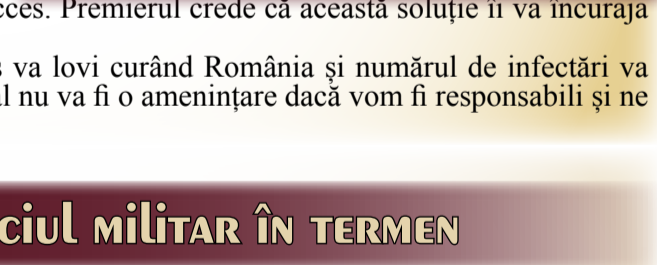 cces. Premierul crede că această soluție îi va încuraja
va lovi curând România și numărul de infectări va
nu va fi o amenințare dacă vom fi responsabili și ne
ciul militar în termen